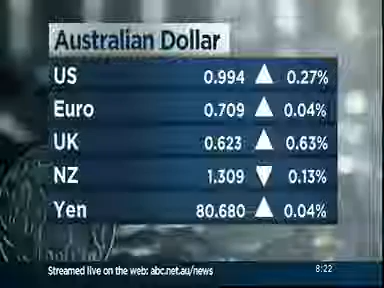 Australian Dollar
US 0.994 ▲ 0.27%
Euro 0.709 ▲ 0.04%
UK 0.623 ▲ 0.63%
NZ 1.309 ▼ 0.13%
Yen 80.680 ▲ 0.04%
Streamed live on the web: abc.net.au/news 8:22